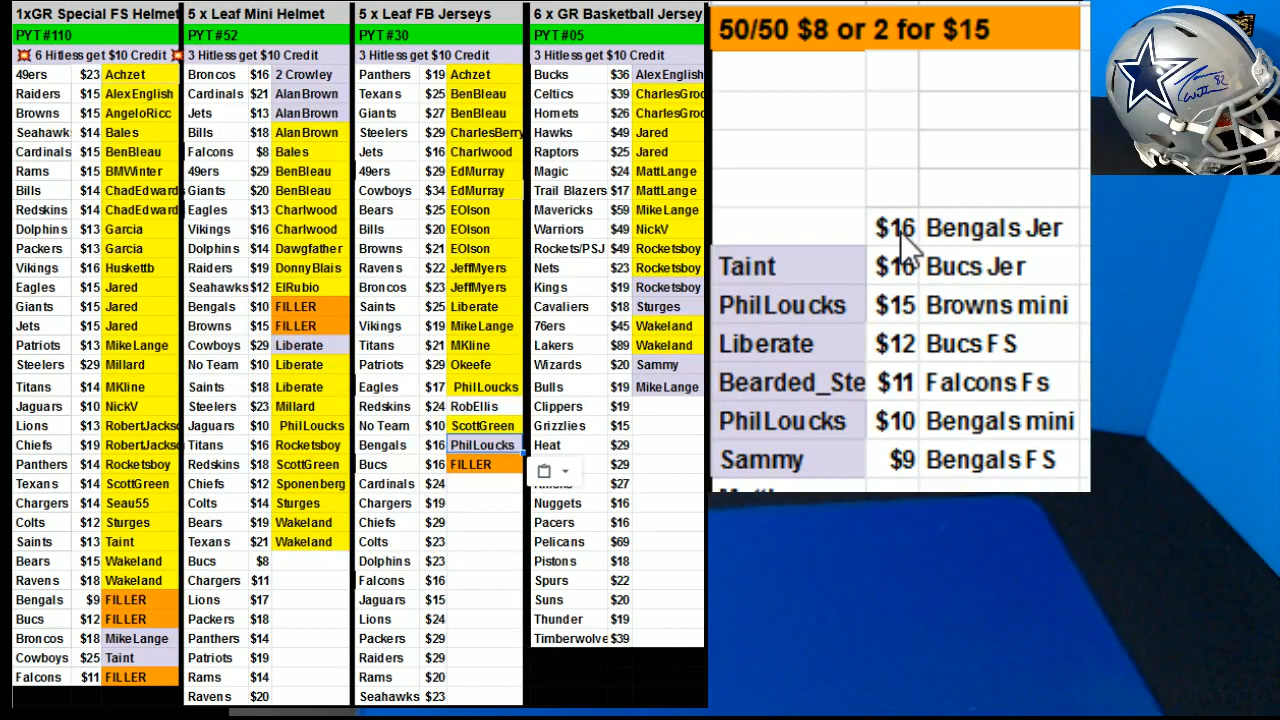 1xGR Special FS Helmet
PYT #110
💥 6 Hitless get $10 Credit 💥
49ers $23 Achzet
Raiders $15 AlexEnglish
Browns $15 AngeloRicc
Seahawk $14 Bales
Cardinals $15 BenBleau
Rams $15 BMWinter
Bills $14 ChadEdwards
Redskins $14 ChadEdwards
Dolphins $13 Garcia
Packers $13 Garcia
Vikings $16 Huskettb
Eagles $15 Jared
Giants $15 Jared
Jets $15 Jared
Patriots $13 MikeLange
Steelers $29 Millard
Titans $14 MKline
Jaguars $10 NickV
Lions $13 RobertJackso
Chiefs $19 RobertJackso
Panthers $14 Rocketsboy
Texans $14 ScottGreen
Chargers $14 Seau55
Colts $12 Sturges
Saints $13 Taint
Bears $15 Wakeland
Ravens $18 Wakeland
Bengals $9 FILLER
Bucs $12 FILLER
Broncos $18 MikeLange
Cowboys $25 Taint
Falcons $11 FILLER
5 x Leaf Mini Helmet
PYT #52
3 Hitless get $10 Credit
Broncos $16 2 Crowley
Cardinals $21 AlanBrown
Jets $13 AlanBrown
Bills $18 AlanBrown
Falcons $8 Bales
49ers $29 BenBleau
Giants $20 BenBleau
Eagles $13 Charlwood
Vikings $16 Charlwood
Dolphins $14 Dawgfather
Raiders $19 DonnyBlais
Seahawks $12 ElRubio
Bengals $10 FILLER
Browns $15 FILLER
Cowboys $29 Liberate
No Team $10 Liberate
Saints $18 Liberate
Steelers $23 Millard
Jaguars $10 PhilLoucks
Titans $16 Rocketsboy
Redskins $18 ScottGreen
Chiefs $12 Sponenberg
Colts $14 Sturges
Bears $19 Wakeland
Texans $21 Wakeland
Bucs $8
Chargers $11
Lions $17
Packers $18
Panthers $14
Patriots $19
Rams $14
Ravens $20
5 x Leaf FB Jerseys
PYT #30
3 Hitless get $10 Credit
Panthers $19 Achzet
Texans $25 BenBleau
Giants $27 BenBleau
Steelers $29 CharlesBerry
Jets $16 Charlwood
49ers $29 EdMurray
Cowboys $34 EdMurray
Bears $25 EOlson
Bills $20 EOlson
Browns $21 EOlson
Ravens $22 JeffMyers
Broncos $23 JeffMyers
Saints $25 Liberate
Vikings $19 MikeLange
Titans $21 MKline
Patriots $29 Okeefe
Eagles $17 PhilLoucks
Redskins $24 RobEllis
No Team $10 ScottGreen
Bengals $16 PhilLoucks
Bucs $16 FILLER
Cardinals $24
Chargers $19
Chiefs $29
Colts $23
Dolphins $23
Falcons $16
Jaguars $15
Lions $24
Packers $29
Raiders $29
Rams $20
Seahawks $23
6 x GR Basketball Jersey
PYT #05
3 Hitless get $10 Credit
Bucks $36 AlexEnglish
Celtics $39 CharlesGroo
Hornets $26 CharlesGroo
Hawks $49 Jared
Raptors $25 Jared
Magic $24 MattLange
Trail Blazers $17 MattLange
Mavericks $59 MikeLange
Warriors $49 NickV
Rockets/PSJ $49 Rocketsboy
Nets $23 Rocketsboy
Kings $19 Rocketsboy
Cavaliers $18 Sturges
76ers $45 Wakeland
Lakers $89 Wakeland
Wizards $20 Sammy
Bulls $19 MikeLange
Clippers $19
Grizzlies $15
Heat $29
$29
$27
Nuggets $16
Pacers $16
Pelicans $69
Pistons $18
Spurs $22
Suns $20
Thunder $19
Timberwolve $39
50/50 $8 or 2 for $15
$16 Bengals Jer
Taint $16 Bucs Jer
PhilLoucks $15 Browns mini
Liberate $12 Bucs FS
Bearded_Ste $11 Falcons Fs
PhilLoucks $10 Bengals mini
Sammy $9 Bengals FS